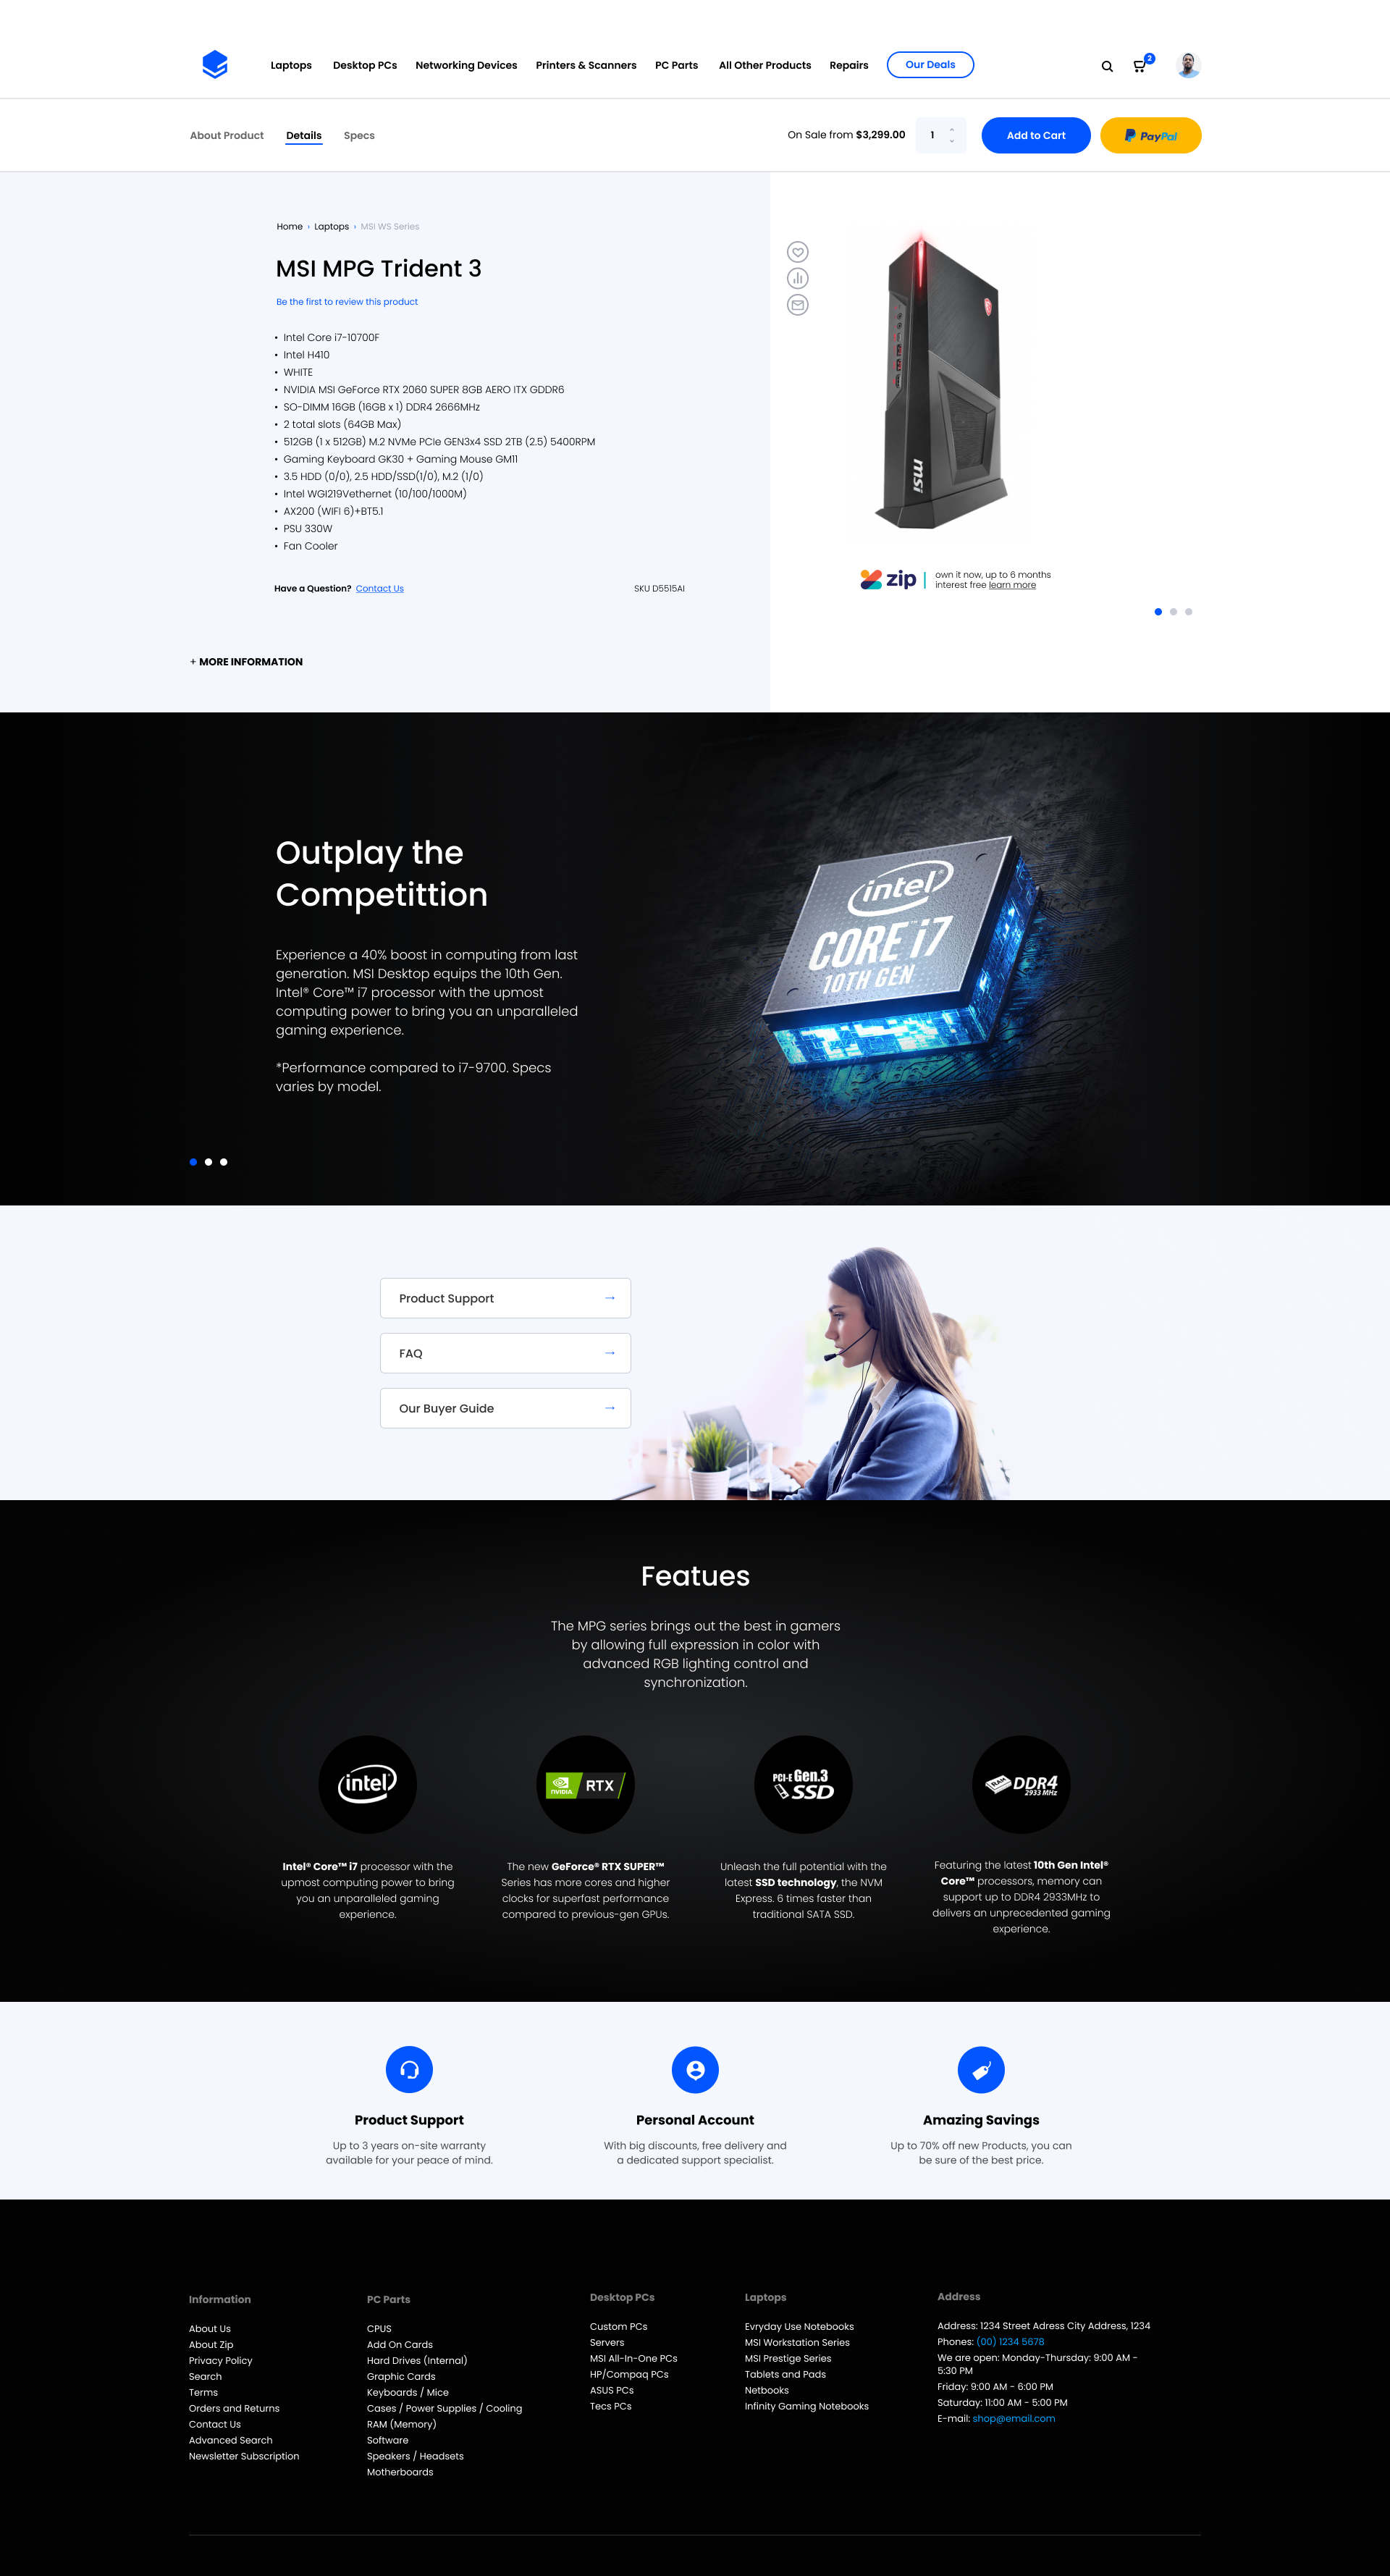 Laptops Desktop PCs Networking Devices Printers & Scanners PC Parts All Other Products Repairs Our Deals
2
About Product Details Specs On Sale from $3,299.00 1 Add to Cart PayPal
Home › Laptops › MSI WS Series
MSI MPG Trident 3
Be the first to review this product
• Intel Core i7-10700F
• Intel H410
• WHITE
• NVIDIA MSI GeForce RTX 2060 SUPER 8GB AERO ITX GDDR6
• SO-DIMM 16GB (16GB x 1) DDR4 2666MHz
• 2 total slots (64GB Max)
• 512GB (1 x 512GB) M.2 NVMe PCIe GEN3x4 SSD 2TB (2.5) 5400RPM
• Gaming Keyboard GK30 + Gaming Mouse GM11
• 3.5 HDD (0/0), 2.5 HDD/SSD(1/0), M.2 (1/0)
• Intel WGI219Vethernet (10/100/1000M)
• AX200 (WIFI 6)+BT5.1
• PSU 330W
• Fan Cooler
Have a Question? Contact Us SKU D5515AI
+ MORE INFORMATION
msi
zip
own it now, up to 6 months
interest free learn more
Outplay the
Competittion
Experience a 40% boost in computing from last
generation. MSI Desktop equips the 10th Gen.
Intel® Core™ i7 processor with the upmost
computing power to bring you an unparalleled
gaming experience.
*Performance compared to i7-9700. Specs
varies by model.
intel®
CORE i7
10TH GEN
Product Support →
FAQ →
Our Buyer Guide →
Featues
The MPG series brings out the best in gamers
by allowing full expression in color with
advanced RGB lighting control and
synchronization.
intel
Intel® Core™ i7 processor with the
upmost computing power to bring
you an unparalleled gaming
experience.
NVIDIA RTX
The new GeForce® RTX SUPER™
Series has more cores and higher
clocks for superfast performance
compared to previous-gen GPUs.
PCI-E Gen.3
SSD
Unleash the full potential with the
latest SSD technology, the NVM
Express. 6 times faster than
traditional SATA SSD.
RAM DDR4
2933 MHz
Featuring the latest 10th Gen Intel®
Core™ processors, memory can
support up to DDR4 2933MHz to
delivers an unprecedented gaming
experience.
Product Support
Up to 3 years on-site warranty
available for your peace of mind.
Personal Account
With big discounts, free delivery and
a dedicated support specialist.
Amazing Savings
Up to 70% off new Products, you can
be sure of the best price.
Information
About Us
About Zip
Privacy Policy
Search
Terms
Orders and Returns
Contact Us
Advanced Search
Newsletter Subscription
PC Parts
CPUS
Add On Cards
Hard Drives (Internal)
Graphic Cards
Keyboards / Mice
Cases / Power Supplies / Cooling
RAM (Memory)
Software
Speakers / Headsets
Motherboards
Desktop PCs
Custom PCs
Servers
MSI All-In-One PCs
HP/Compaq PCs
ASUS PCs
Tecs PCs
Laptops
Evryday Use Notebooks
MSI Workstation Series
MSI Prestige Series
Tablets and Pads
Netbooks
Infinity Gaming Notebooks
Address
Address: 1234 Street Adress City Address, 1234
Phones: (00) 1234 5678
We are open: Monday-Thursday: 9:00 AM -
5:30 PM
Friday: 9:00 AM - 6:00 PM
Saturday: 11:00 AM - 5:00 PM
E-mail: shop@email.com